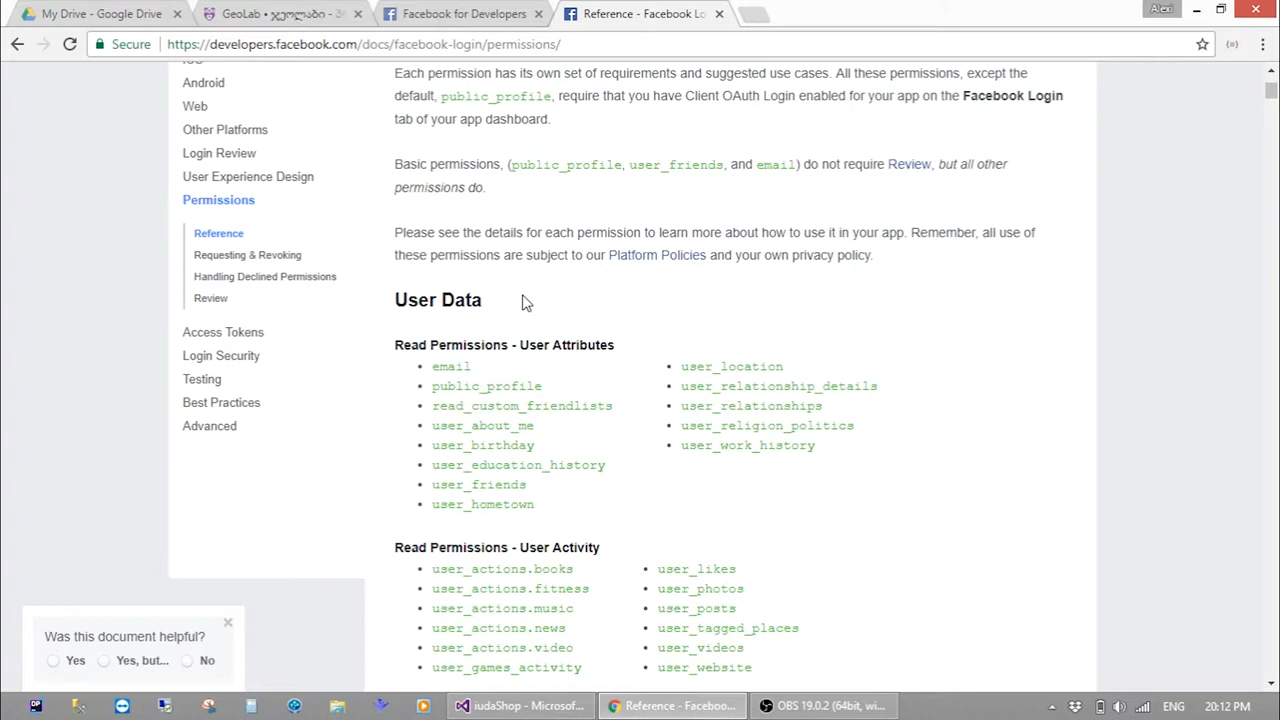 My Drive - Google Drive
GeoLab • ჯეოლაბი -
Facebook for Developers
Reference - Facebook Lo
Alexi
Secure
https://developers.facebook.com/docs/facebook-login/permissions/
iOS
Android
Web
Other Platforms
Login Review
User Experience Design
Permissions
Reference
Requesting & Revoking
Handling Declined Permissions
Review
Access Tokens
Login Security
Testing
Best Practices
Advanced
Each permission has its own set of requirements and suggested use cases. All these permissions, except the
default, public_profile, require that you have Client OAuth Login enabled for your app on the Facebook Login
tab of your app dashboard.
Basic permissions, (public_profile, user_friends, and email) do not require Review, but all other
permissions do.
Please see the details for each permission to learn more about how to use it in your app. Remember, all use of
these permissions are subject to our Platform Policies and your own privacy policy.
User Data
Read Permissions - User Attributes
• email
• public_profile
• read_custom_friendlists
• user_about_me
• user_birthday
• user_education_history
• user_friends
• user_hometown
• user_location
• user_relationship_details
• user_relationships
• user_religion_politics
• user_work_history
Read Permissions - User Activity
• user_actions.books
• user_actions.fitness
• user_actions.music
• user_actions.news
• user_actions.video
• user_games_activity
• user_likes
• user_photos
• user_posts
• user_tagged_places
• user_videos
• user_website
Was this document helpful?
Yes
Yes, but...
No
iudaShop - Microsof...
Reference - Faceboo...
OBS 19.0.2 (64bit, wi...
ENG
20:12 PM